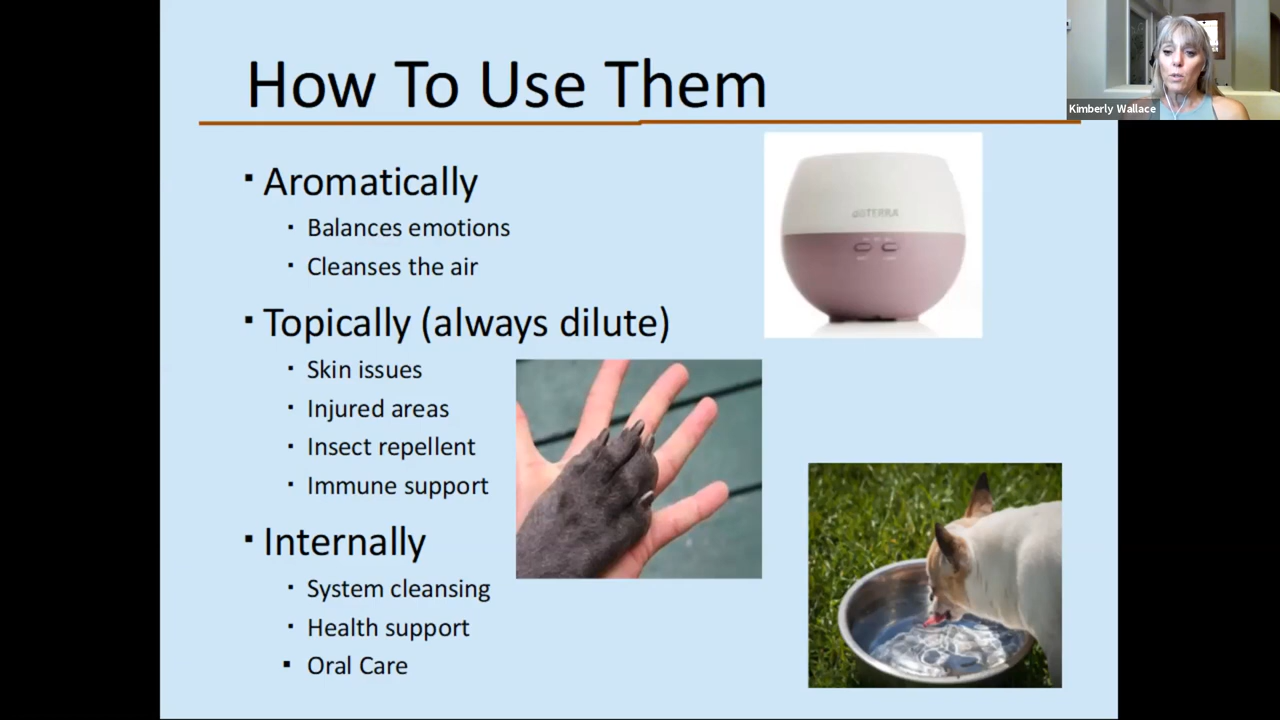 How To Use Them
Kimberly Wallace
▪ Aromatically
▪ Balances emotions
▪ Cleanses the air
dōTERRA
▪ Topically (always dilute)
▪ Skin issues
▪ Injured areas
▪ Insect repellent
▪ Immune support
▪ Internally
▪ System cleansing
▪ Health support
▪ Oral Care